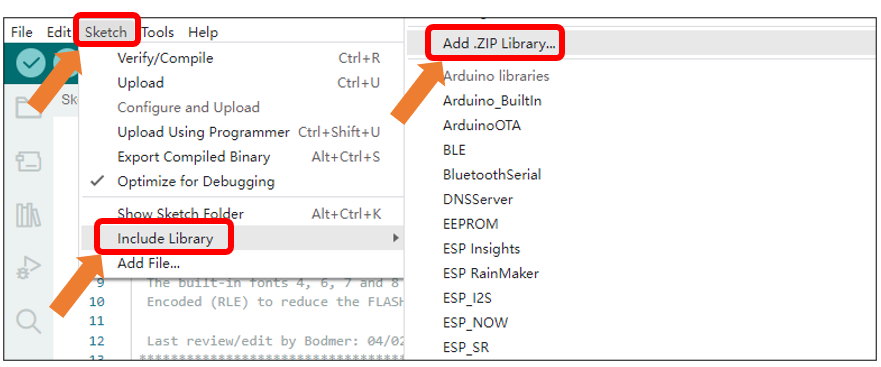 File Edit Sketch Tools Help
Sk
Verify/Compile Ctrl+R
Upload Ctrl+U
Configure and Upload
Upload Using Programmer Ctrl+Shift+U
Export Compiled Binary Alt+Ctrl+S
Optimize for Debugging
Show Sketch Folder Alt+Ctrl+K
Include Library
Add File...
9 The built-in fonts 4, 6, 7 and 8
10 Encoded (RLE) to reduce the FLASH
11
12 Last review/edit by Bodmer: 04/02
13 **********************************
Add .ZIP Library...
Arduino libraries
Arduino_BuiltIn
ArduinoOTA
BLE
BluetoothSerial
DNSServer
EEPROM
ESP Insights
ESP RainMaker
ESP_I2S
ESP_NOW
ESP_SR